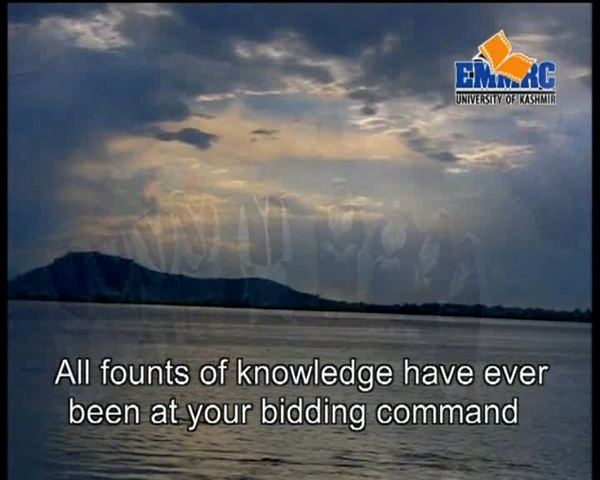 EMMRC
UNIVERSITY OF KASHMIR
All founts of knowledge have ever
been at your bidding command